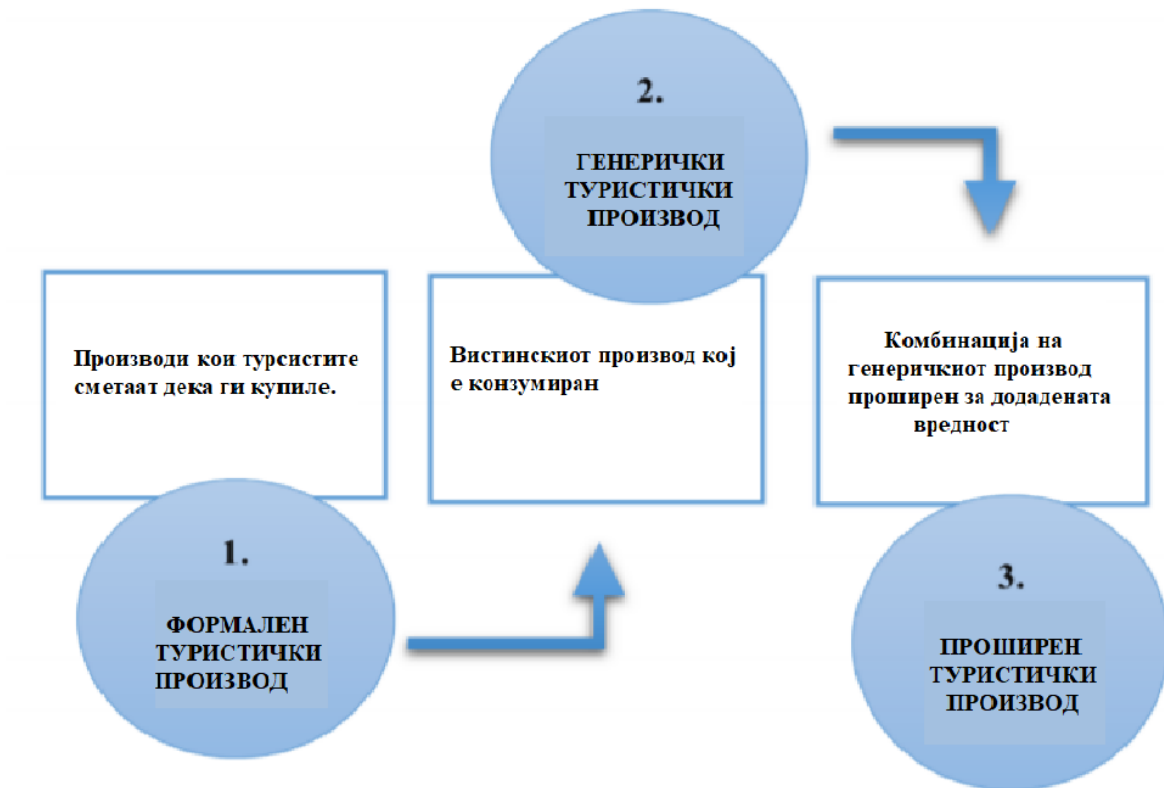 2.
ГЕНЕРИЧКИ
ТУРИСТИЧКИ
ПРОИЗВОД
Производи кои турсистите
сметаат дека ги купиле.
Вистинскиот производ кој
е конзумиран
Комбинација на
генеричкиот производ
проширен за додадената
вредност
1.
ФОРМАЛЕН
ТУРИСТИЧКИ
ПРОИЗВОД
3.
ПРОШИРЕН
ТУРИСТИЧКИ
ПРОИЗВОД